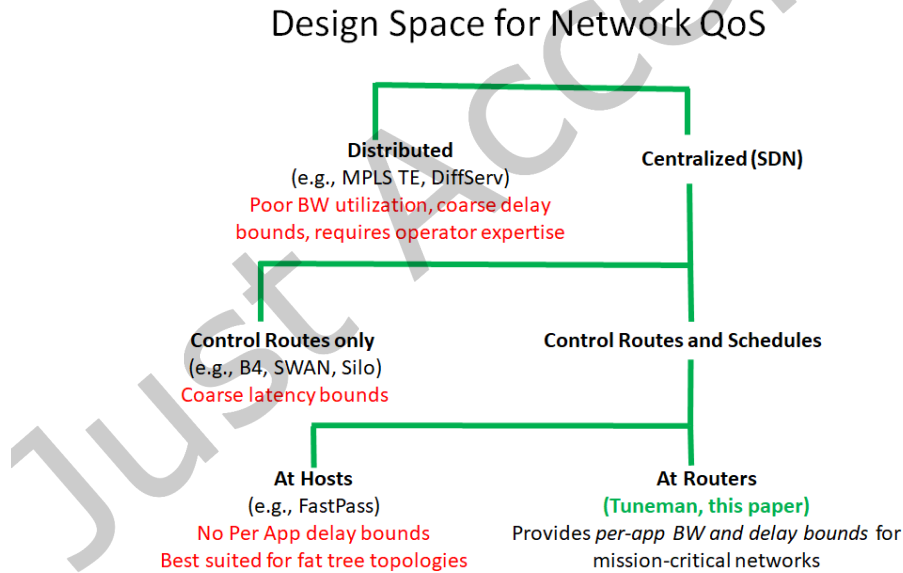 Design Space for Network QoS
Distributed
(e.g., MPLS TE, DiffServ)
Poor BW utilization, coarse delay
bounds, requires operator expertise
Centralized (SDN)
Control Routes only
(e.g., B4, SWAN, Silo)
Coarse latency bounds
Control Routes and Schedules
At Hosts
(e.g., FastPass)
No Per App delay bounds
Best suited for fat tree topologies
At Routers
(Tuneman, this paper)
Provides per-app BW and delay bounds for
mission-critical networks
Just Accep